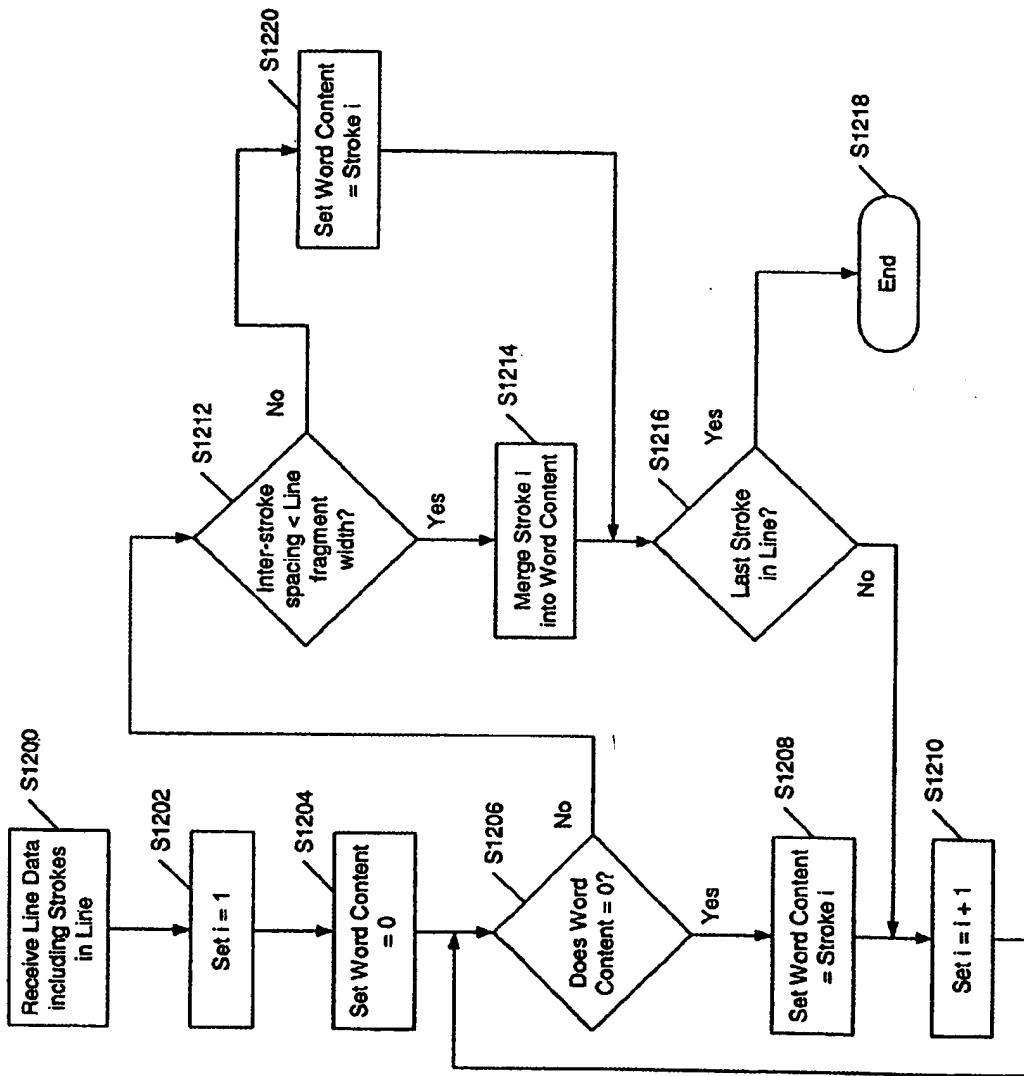 Receive Line Data
including Strokes
in Line
S1200
Set i = 1
S1202
Set Word Content
= 0
S1204
Does Word
Content = 0?
S1206
No
Yes
Set Word Content
= Stroke i
S1208
Set i = i + 1
S1210
Inter-stroke
spacing < Line
fragment
width?
S1212
No
Yes
Merge Stroke i
into Word Content
S1214
Last Stroke
in Line?
S1216
Yes
No
End
S1218
Set Word Content
= Stroke i
S1220